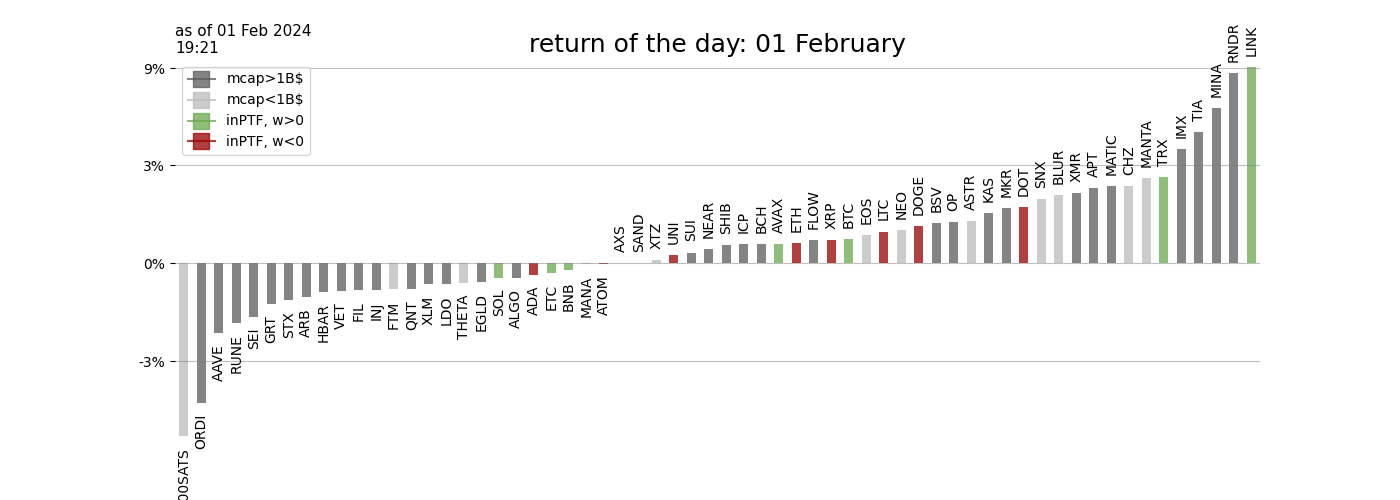 as of 01 Feb 2024
19:21
return of the day: 01 February
9%
3%
0%
-3%
mcap>1B$
mcap<1B$
inPTF, w>0
inPTF, w<0
00SATS
ORDI
AAVE
RUNE
SEI
GRT
STX
ARB
HBAR
VET
FIL
INJ
FTM
QNT
XLM
LDO
THETA
EGLD
SOL
ALGO
ADA
ETC
BNB
MANA
ATOM
AXS
SAND
XTZ
UNI
SUI
NEAR
SHIB
ICP
BCH
AVAX
ETH
FLOW
XRP
BTC
EOS
LTC
NEO
DOGE
BSV
OP
ASTR
KAS
MKR
DOT
SNX
BLUR
XMR
APT
MATIC
CHZ
MANTA
TRX
IMX
TIA
MINA
RNDR
LINK